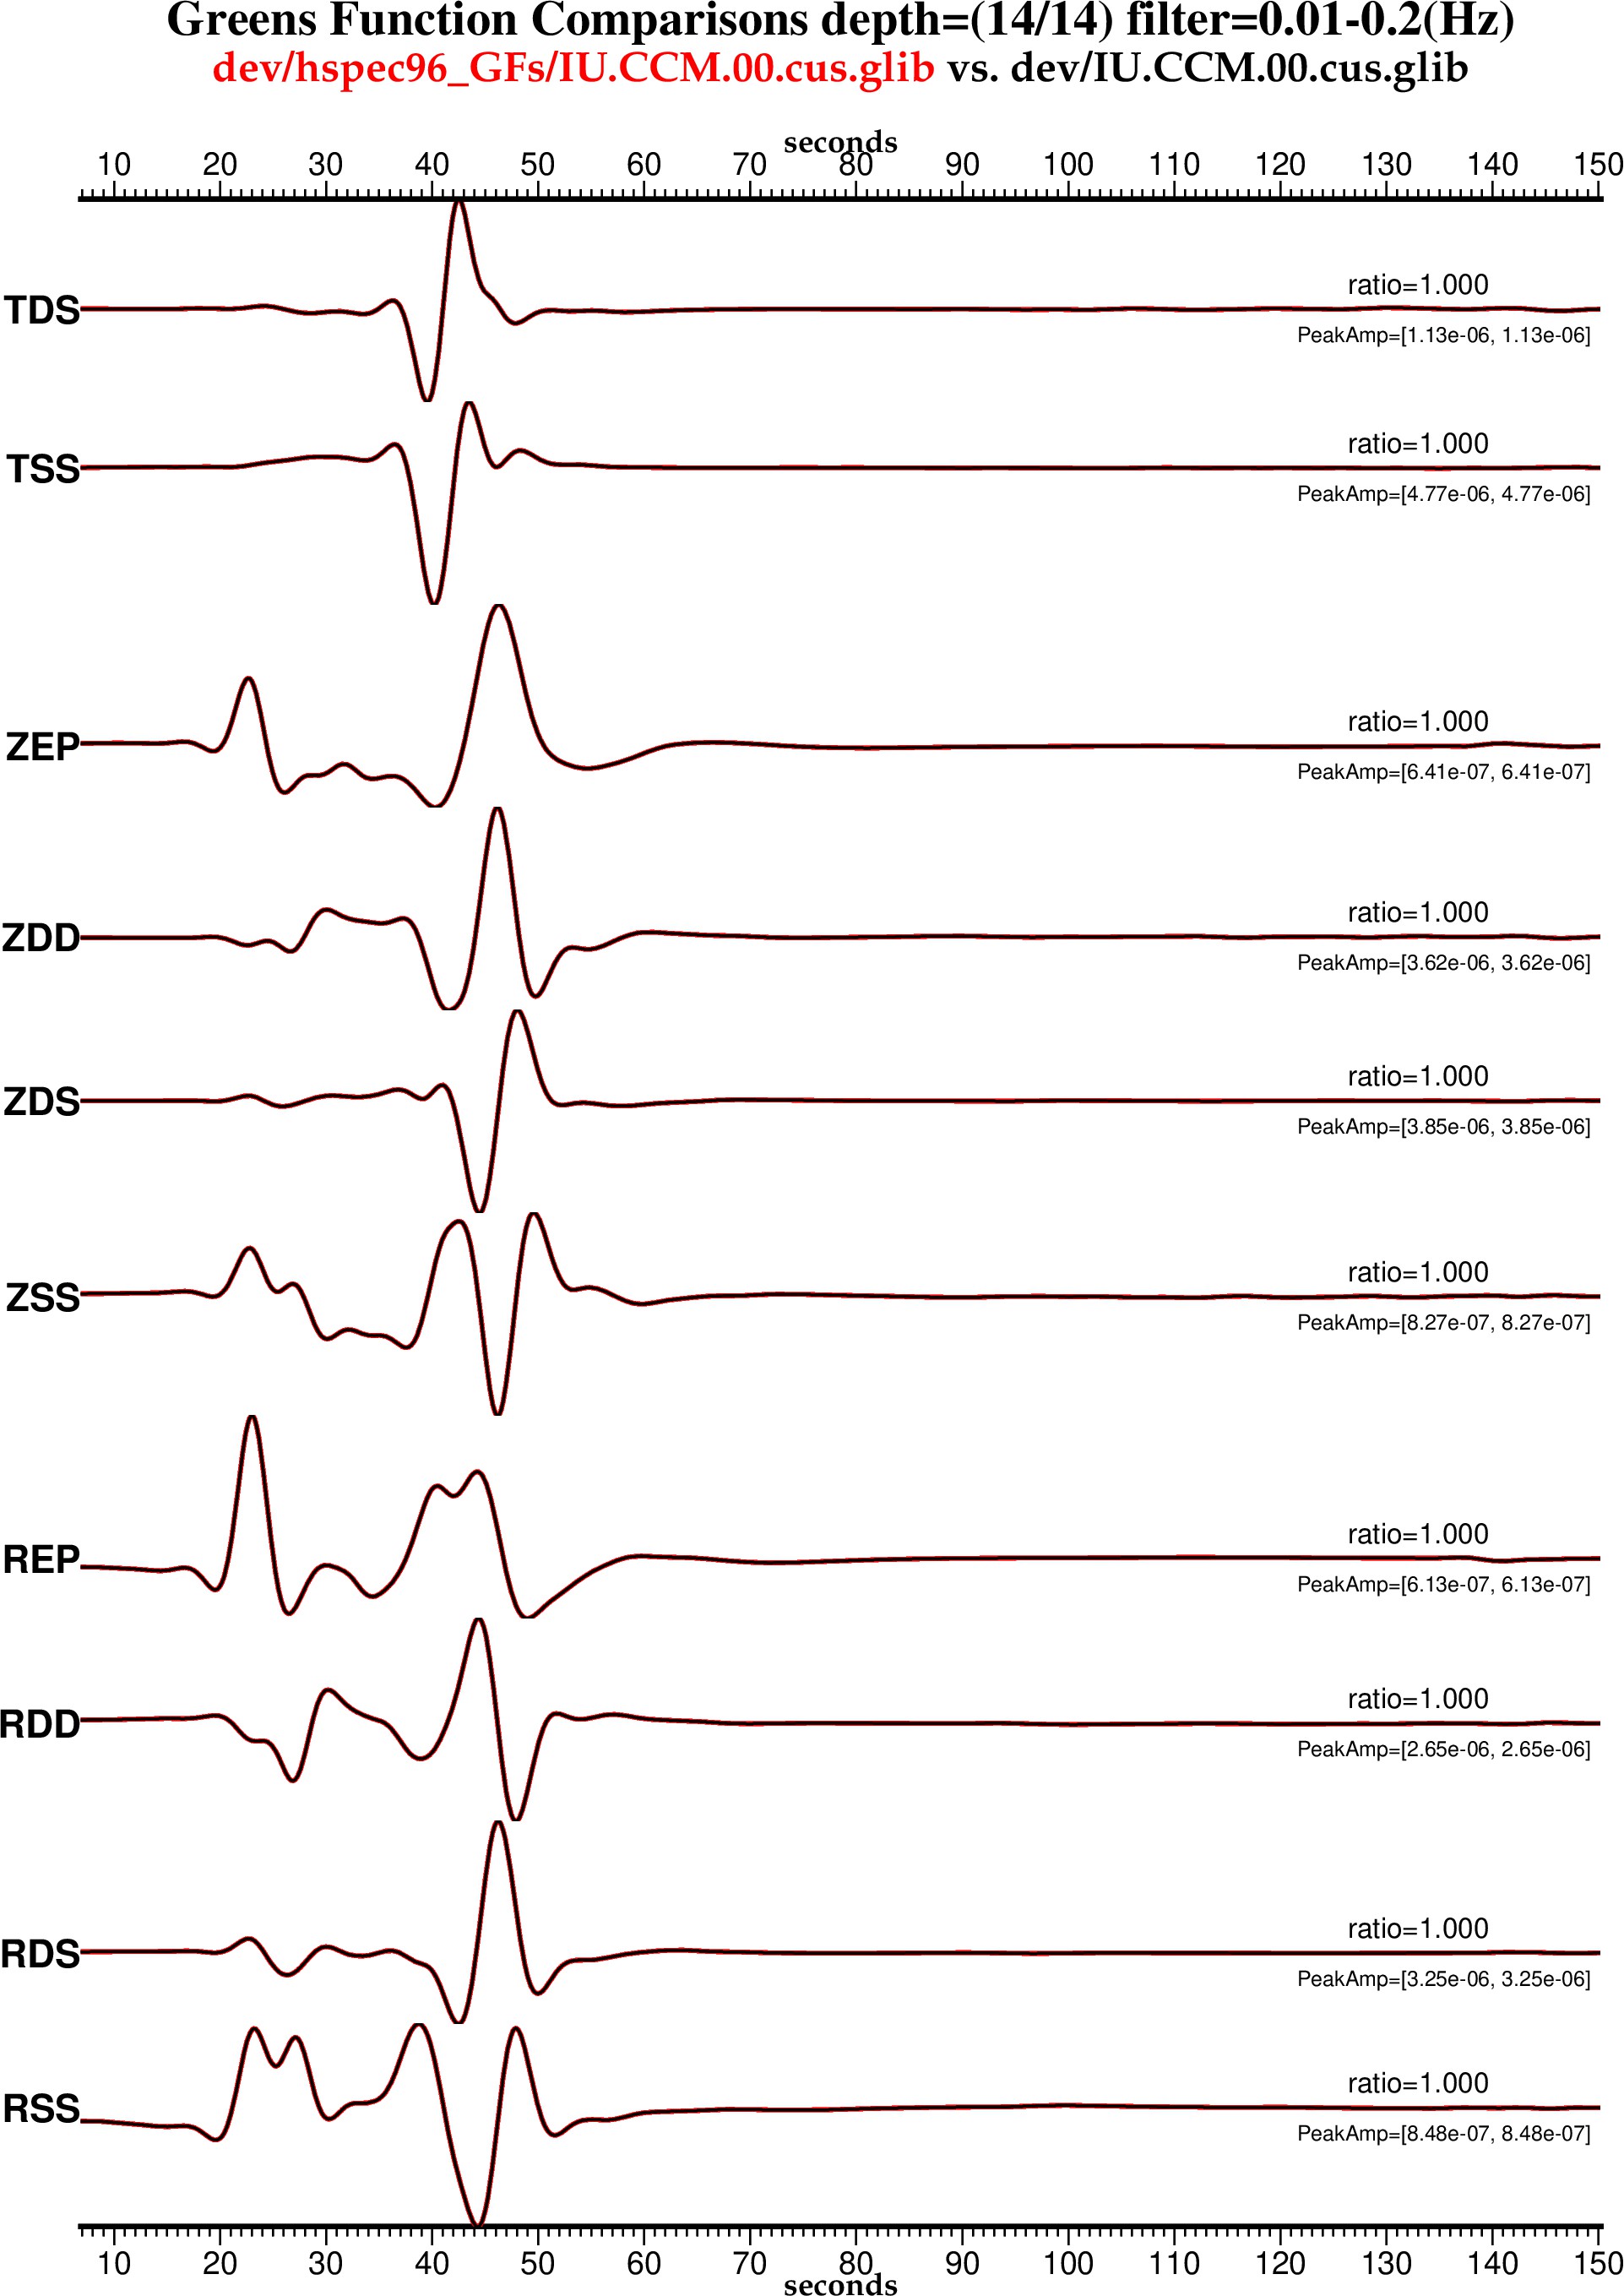 Greens Function Comparisons depth=(14/14) filter=0.01-0.2(Hz)
dev/hspec96_GFs/IU.CCM.00.cus.glib vs. dev/IU.CCM.00.cus.glib
seconds
10 20 30 40 50 60 70 80 90 100 110 120 130 140 150
ratio=1.000
TDS
PeakAmp=[1.13e-06, 1.13e-06]
ratio=1.000
TSS
PeakAmp=[4.77e-06, 4.77e-06]
ratio=1.000
ZEP
PeakAmp=[6.41e-07, 6.41e-07]
ratio=1.000
ZDD
PeakAmp=[3.62e-06, 3.62e-06]
ratio=1.000
ZDS
PeakAmp=[3.85e-06, 3.85e-06]
ratio=1.000
ZSS
PeakAmp=[8.27e-07, 8.27e-07]
ratio=1.000
REP
PeakAmp=[6.13e-07, 6.13e-07]
ratio=1.000
RDD
PeakAmp=[2.65e-06, 2.65e-06]
ratio=1.000
RDS
PeakAmp=[3.25e-06, 3.25e-06]
ratio=1.000
RSS
PeakAmp=[8.48e-07, 8.48e-07]
10 20 30 40 50 60 70 80 90 100 110 120 130 140 150
seconds